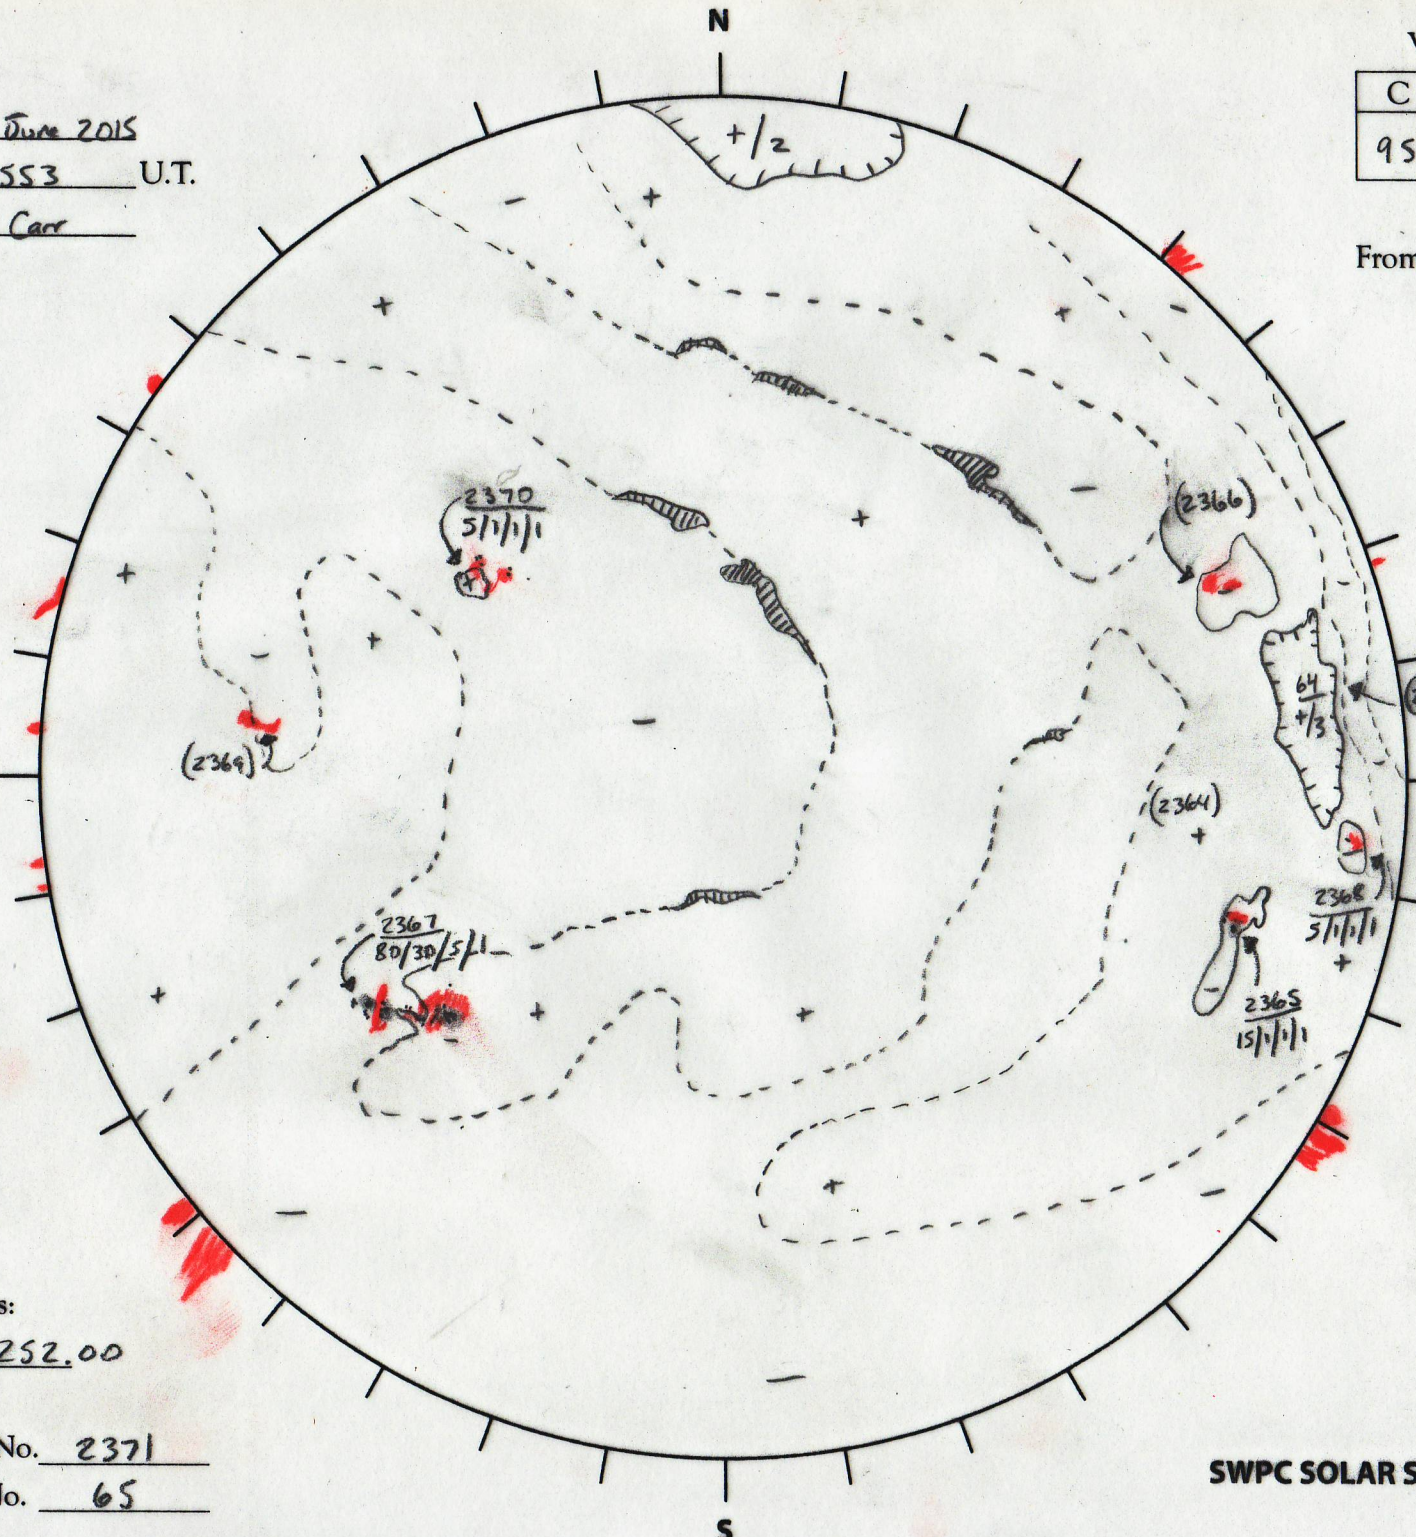 N
June 2015
553 U.T.
Carr
C
95
From
+/2
2370
5/1/1/1
(2366)
64
+/3
(2369)
(2364)
2368
5/1/1/1
2367
80/30/5/1
2365
15/1/1/1
s:
252.00
No. 2371
No. 65
SWPC SOLAR S
S